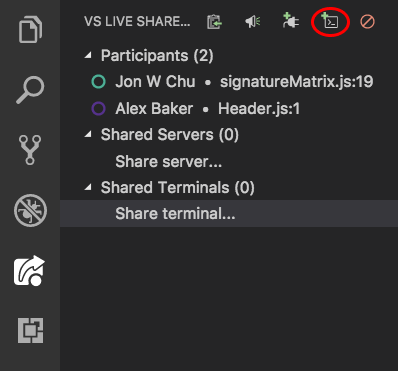 VS LIVE SHARE...
Participants (2)
Jon W Chu • signatureMatrix.js:19
Alex Baker • Header.js:1
Shared Servers (0)
Share server...
Shared Terminals (0)
Share terminal...